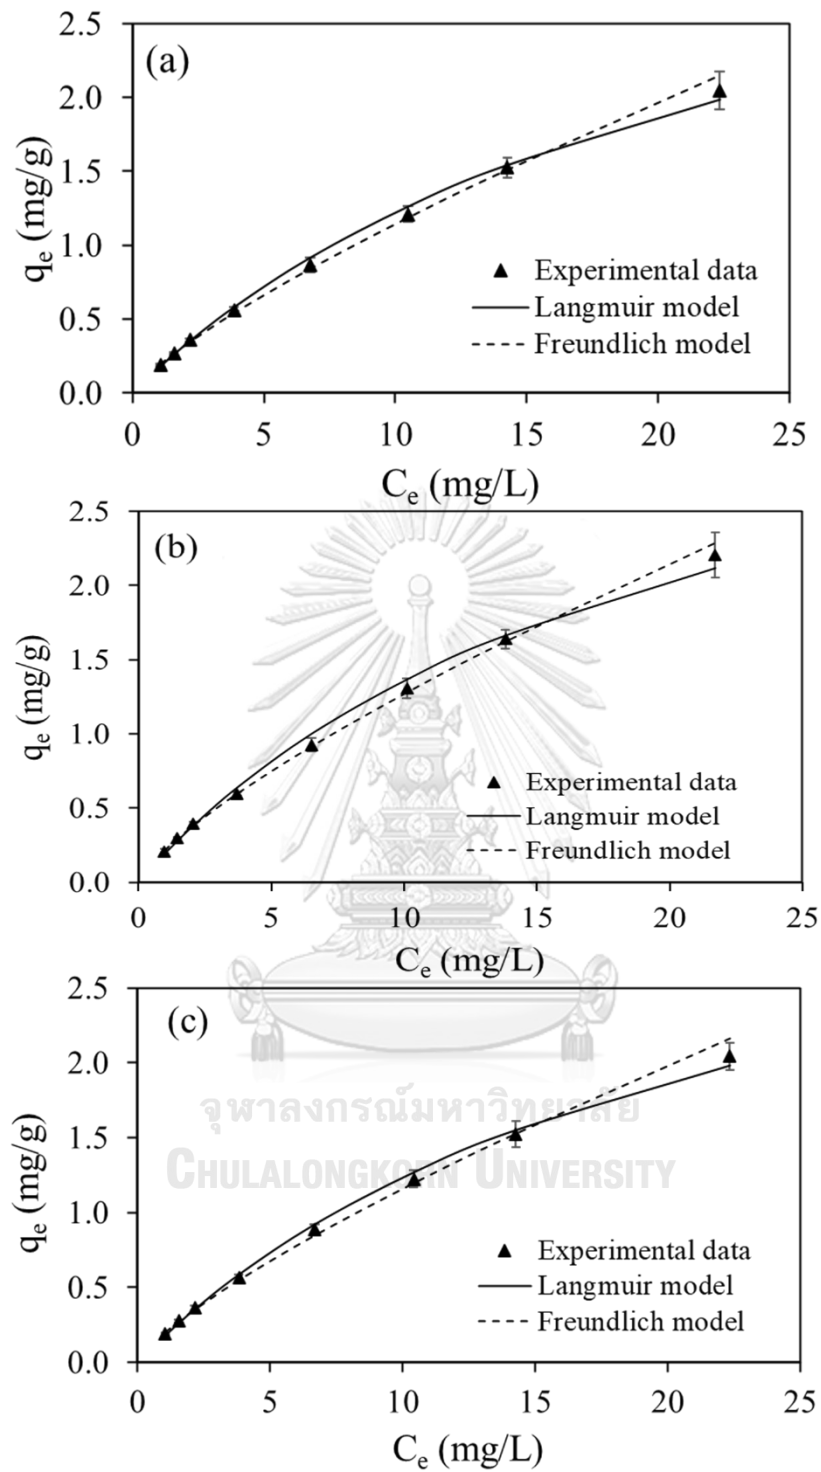 (a)
2.5
2.0
1.5
1.0
0.5
0.0
qe (mg/g)
Experimental data
Langmuir model
Freundlich model
0 5 10 15 20 25
Ce (mg/L)
(b)
2.5
2.0
1.5
1.0
0.5
0.0
qe (mg/g)
Experimental data
Langmuir model
Freundlich model
0 5 10 15 20 25
Ce (mg/L)
(c)
2.5
2.0
1.5
1.0
0.5
0.0
qe (mg/g)
จุฬาลงกรณ์มหาวิทยาลัย
CHULALONGKORN UNIVERSITY
Experimental data
Langmuir model
Freundlich model
0 5 10 15 20 25
Ce (mg/L)